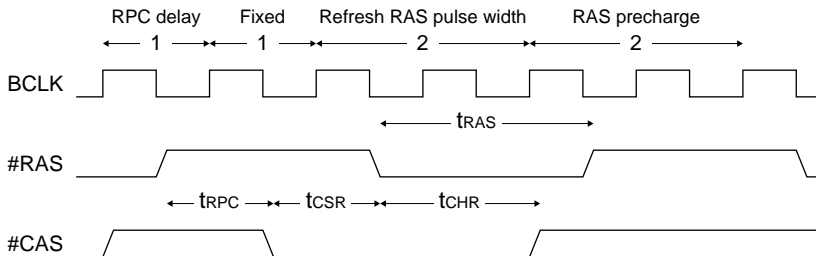 RPC delay Fixed Refresh RAS pulse width RAS precharge
1 1 2 2
BCLK
tRAS
#RAS
tRPC tCSR tCHR
#CAS